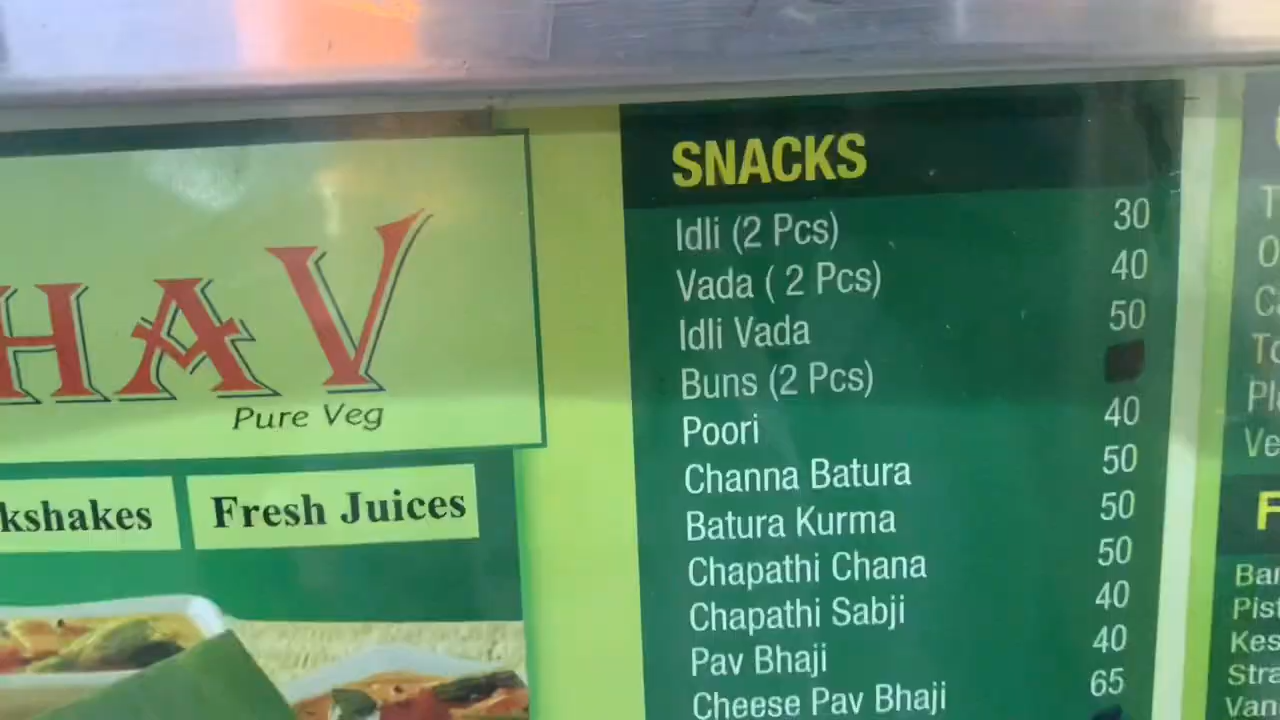 HAV
Pure Veg
kshakes
Fresh Juices
SNACKS
Idli (2 Pcs) 30
Vada ( 2 Pcs) 40
Idli Vada 50
Buns (2 Pcs)
Poori 40
Channa Batura 50
Batura Kurma 50
Chapathi Chana 50
Chapathi Sabji 40
Pav Bhaji 40
Cheese Pav Bhaji 65